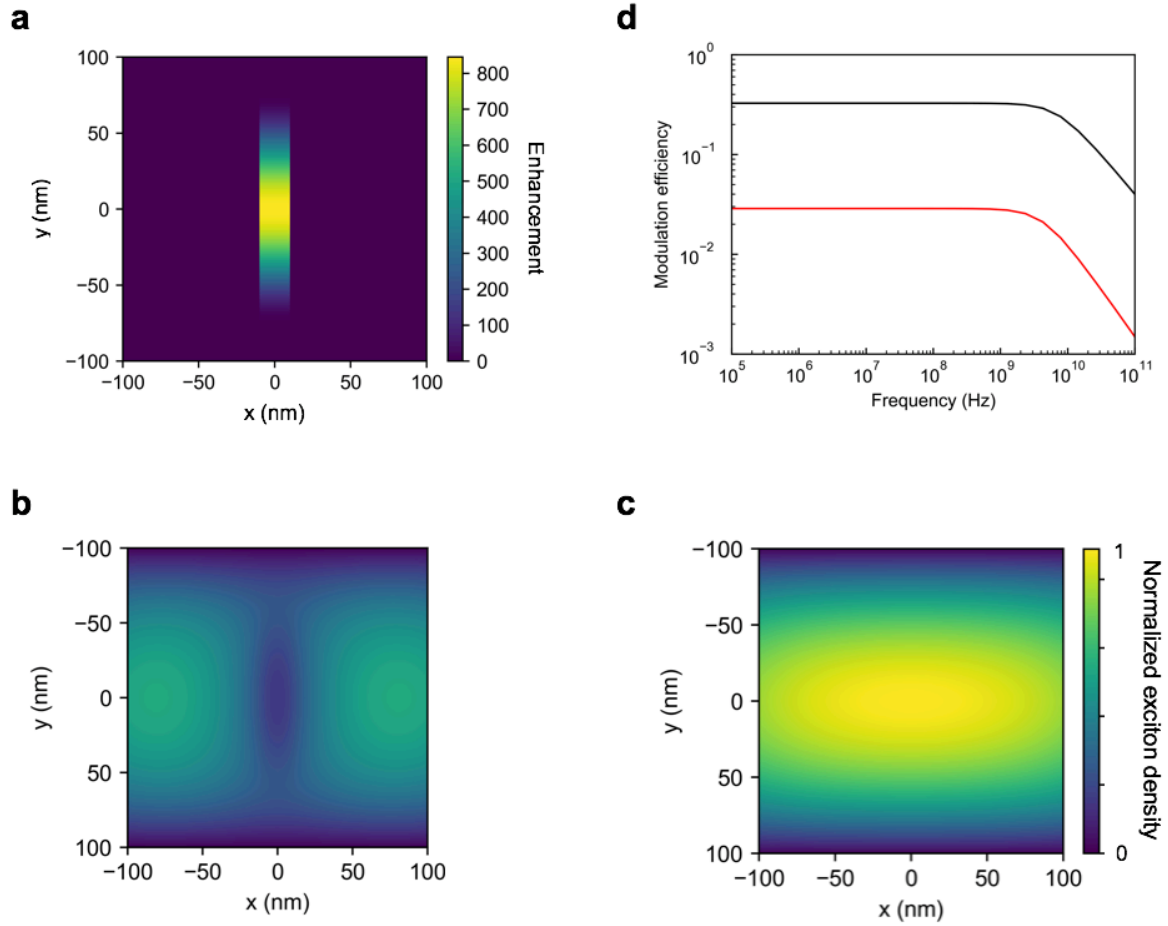 a
100
50
0
−50
−100
−100 −50 0 50 100
x (nm)
y (nm)
800
700
600
500
400
300
200
100
0
Enhancement
d
10⁰
10⁻¹
10⁻²
10⁻³
10⁵ 10⁶ 10⁷ 10⁸ 10⁹ 10¹⁰ 10¹¹
Frequency (Hz)
Modulation efficiency
b
−100
−50
0
50
100
−100 −50 0 50 100
x (nm)
y (nm)
c
−100
−50
0
50
100
−100 −50 0 50 100
x (nm)
y (nm)
1
0
Normalized exciton density